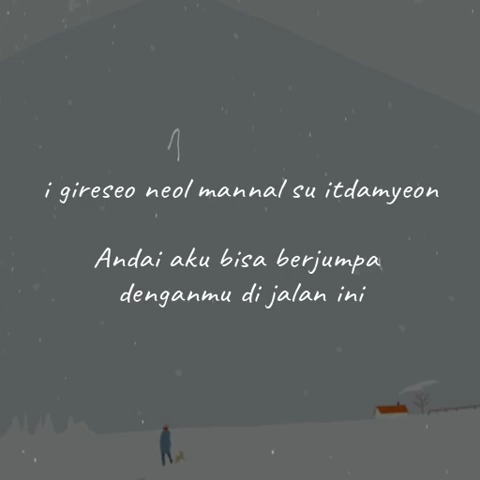 i gireseo neol mannal su itdamyeon
Andai aku bisa berjumpa
denganmu di jalan ini